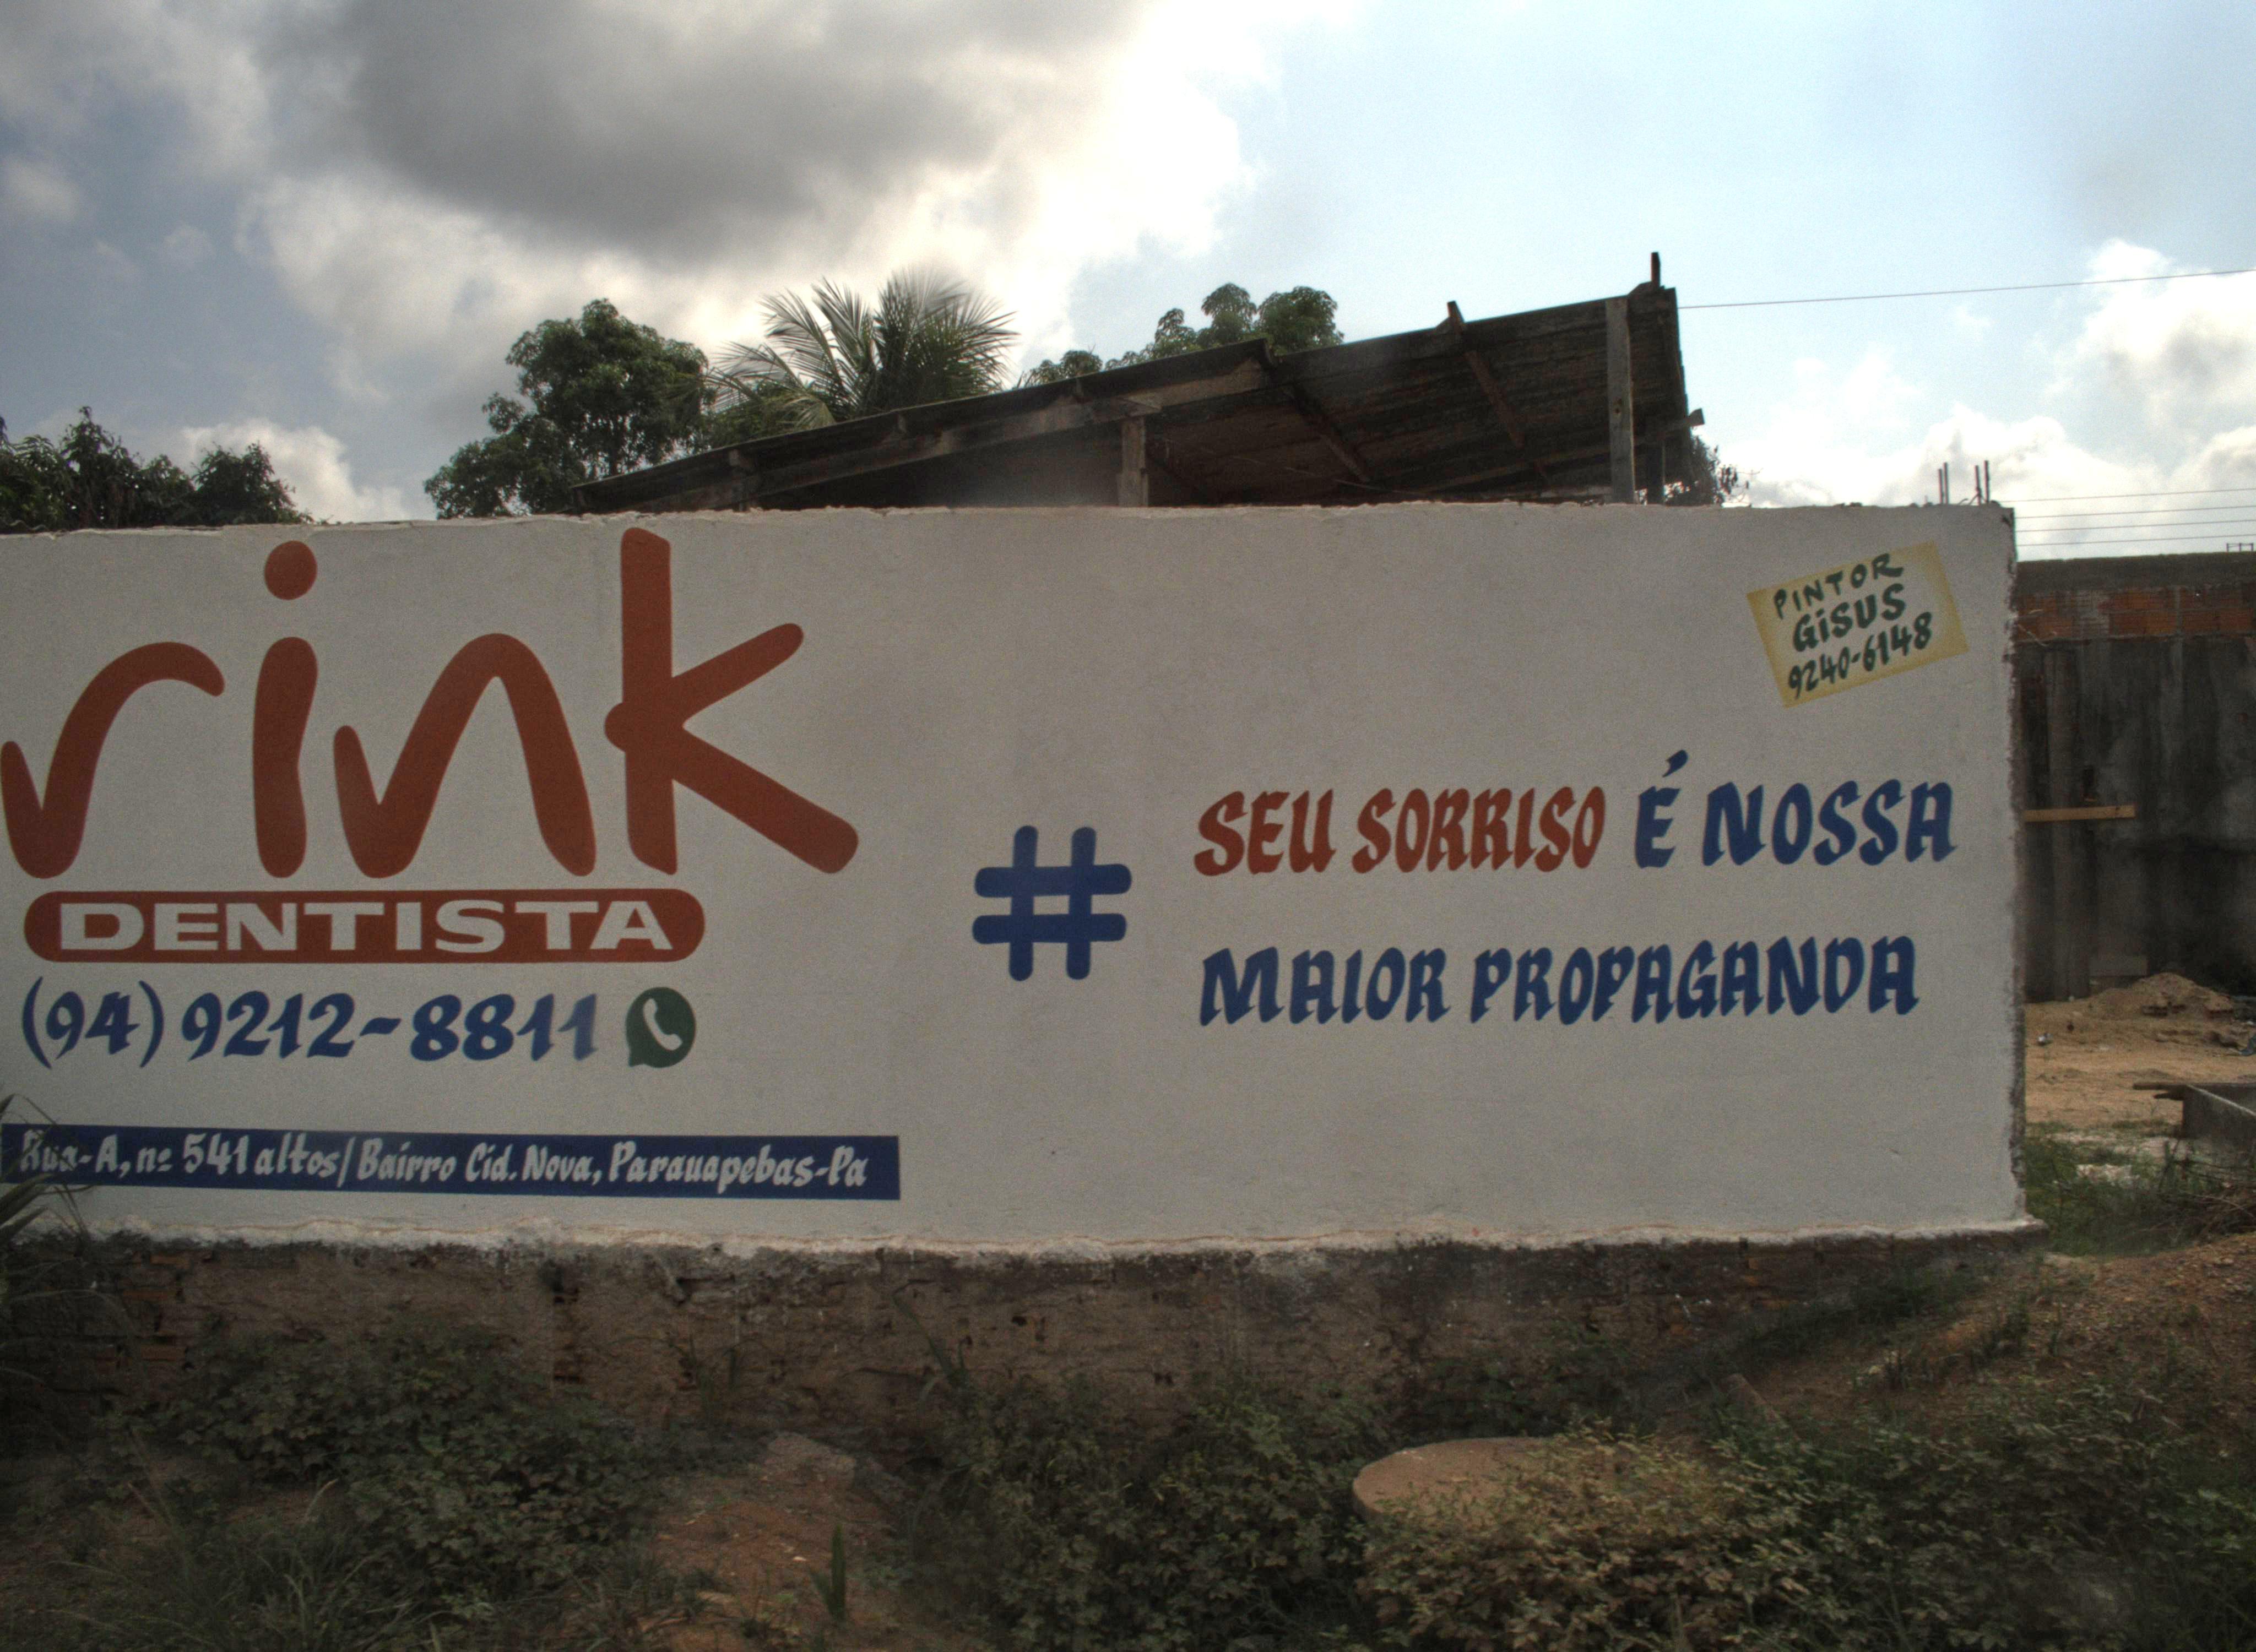 rink
DENTISTA
(94) 9212-8811
Rua-A, nº 541 altos/Bairro Cid. Nova, Parauapebas-Pa
#
SEU SORRISO É NOSSA
MAIOR PROPAGANDA
PINTOR
GiSUS
9240-6148